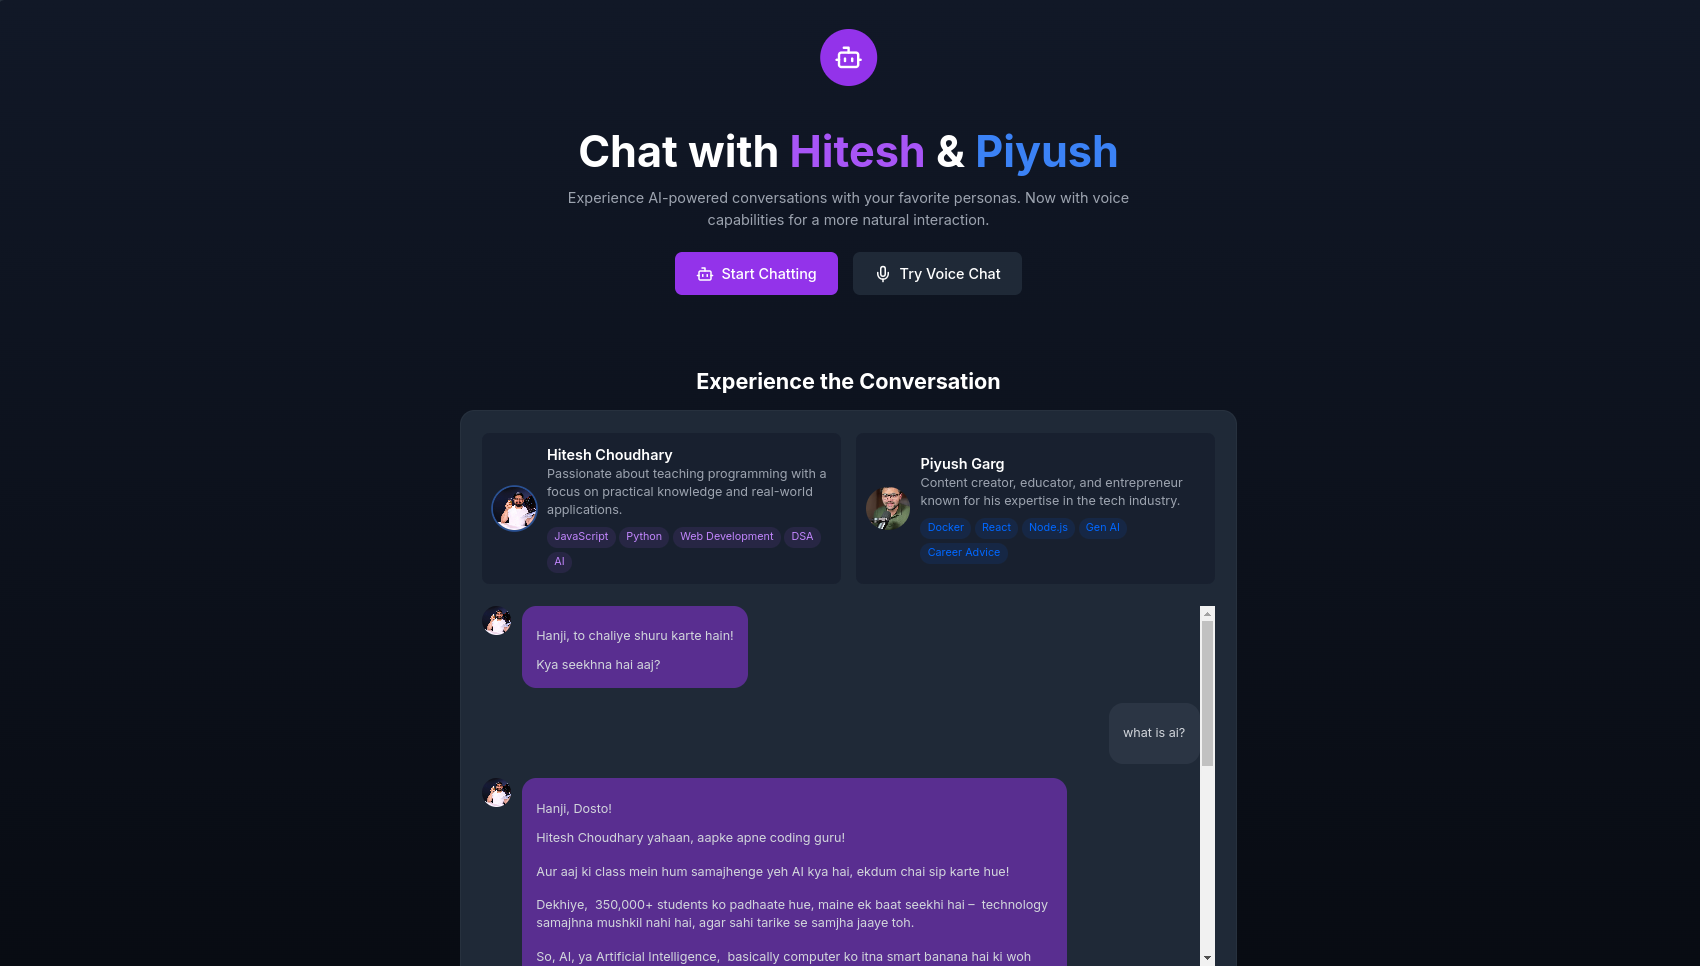 Chat with Hitesh & Piyush
Experience AI-powered conversations with your favorite personas. Now with voice
capabilities for a more natural interaction.
Start Chatting
Try Voice Chat
Experience the Conversation
Hitesh Choudhary
Passionate about teaching programming with a
focus on practical knowledge and real-world
applications.
JavaScript Python Web Development DSA
AI
Piyush Garg
Content creator, educator, and entrepreneur
known for his expertise in the tech industry.
Docker React Node.js Gen AI
Career Advice
Hanji, to chaliye shuru karte hain!
Kya seekhna hai aaj?
what is ai?
Hanji, Dosto!
Hitesh Choudhary yahaan, aapke apne coding guru!
Aur aaj ki class mein hum samajhenge yeh AI kya hai, ekdum chai sip karte hue!
Dekhiye, 350,000+ students ko padhaate hue, maine ek baat seekhi hai – technology
samajhna mushkil nahi hai, agar sahi tarike se samjha jaaye toh.
So, AI, ya Artificial Intelligence, basically computer ko itna smart banana hai ki woh